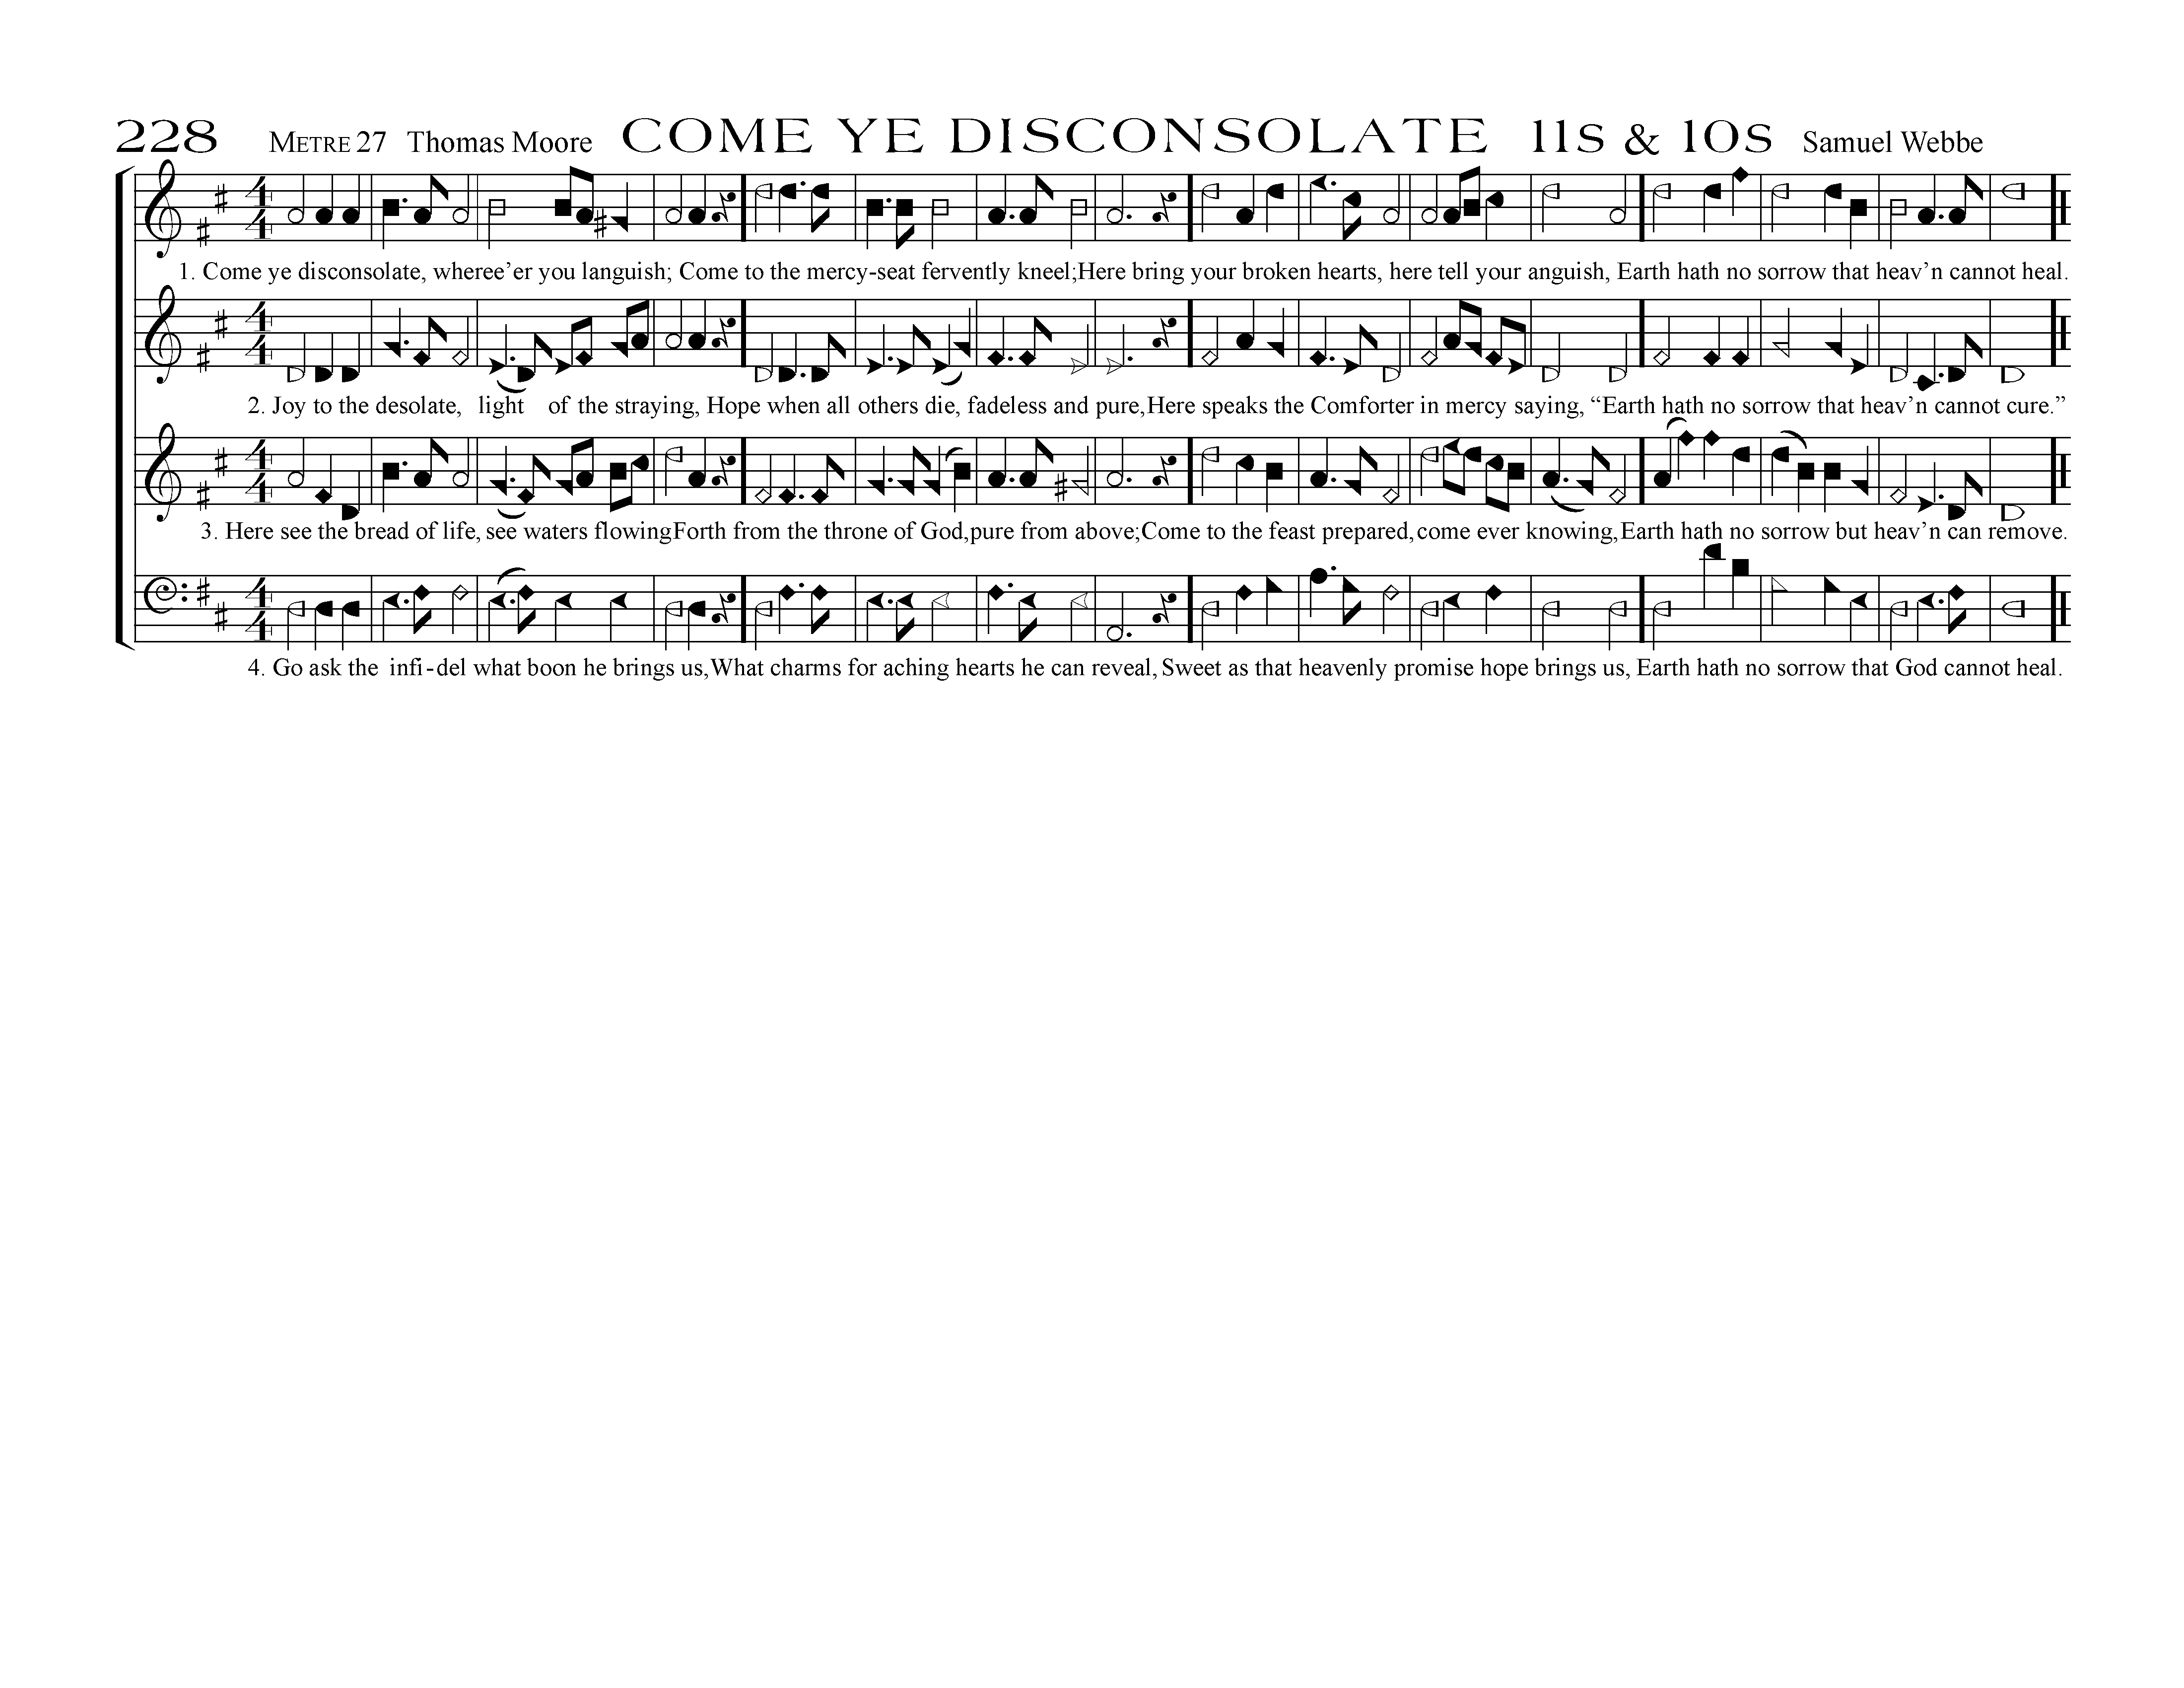 228 METRE 27 Thomas Moore COME YE DISCONSOLATE 11s & 10s Samuel Webbe
1. Come ye disconsolate, wheree’er you languish; Come to the mercy-seat fervently kneel;Here bring your broken hearts, here tell your anguish, Earth hath no sorrow that heav’n cannot heal.
2. Joy to the desolate, light of the straying, Hope when all others die, fadeless and pure,Here speaks the Comforter in mercy saying, “Earth hath no sorrow that heav’n cannot cure.”
3. Here see the bread of life, see waters flowingForth from the throne of God,pure from above;Come to the feast prepared,come ever knowing,Earth hath no sorrow but heav’n can remove.
4. Go ask the infi-del what boon he brings us,What charms for aching hearts he can reveal,Sweet as that heavenly promise hope brings us, Earth hath no sorrow that God cannot heal.